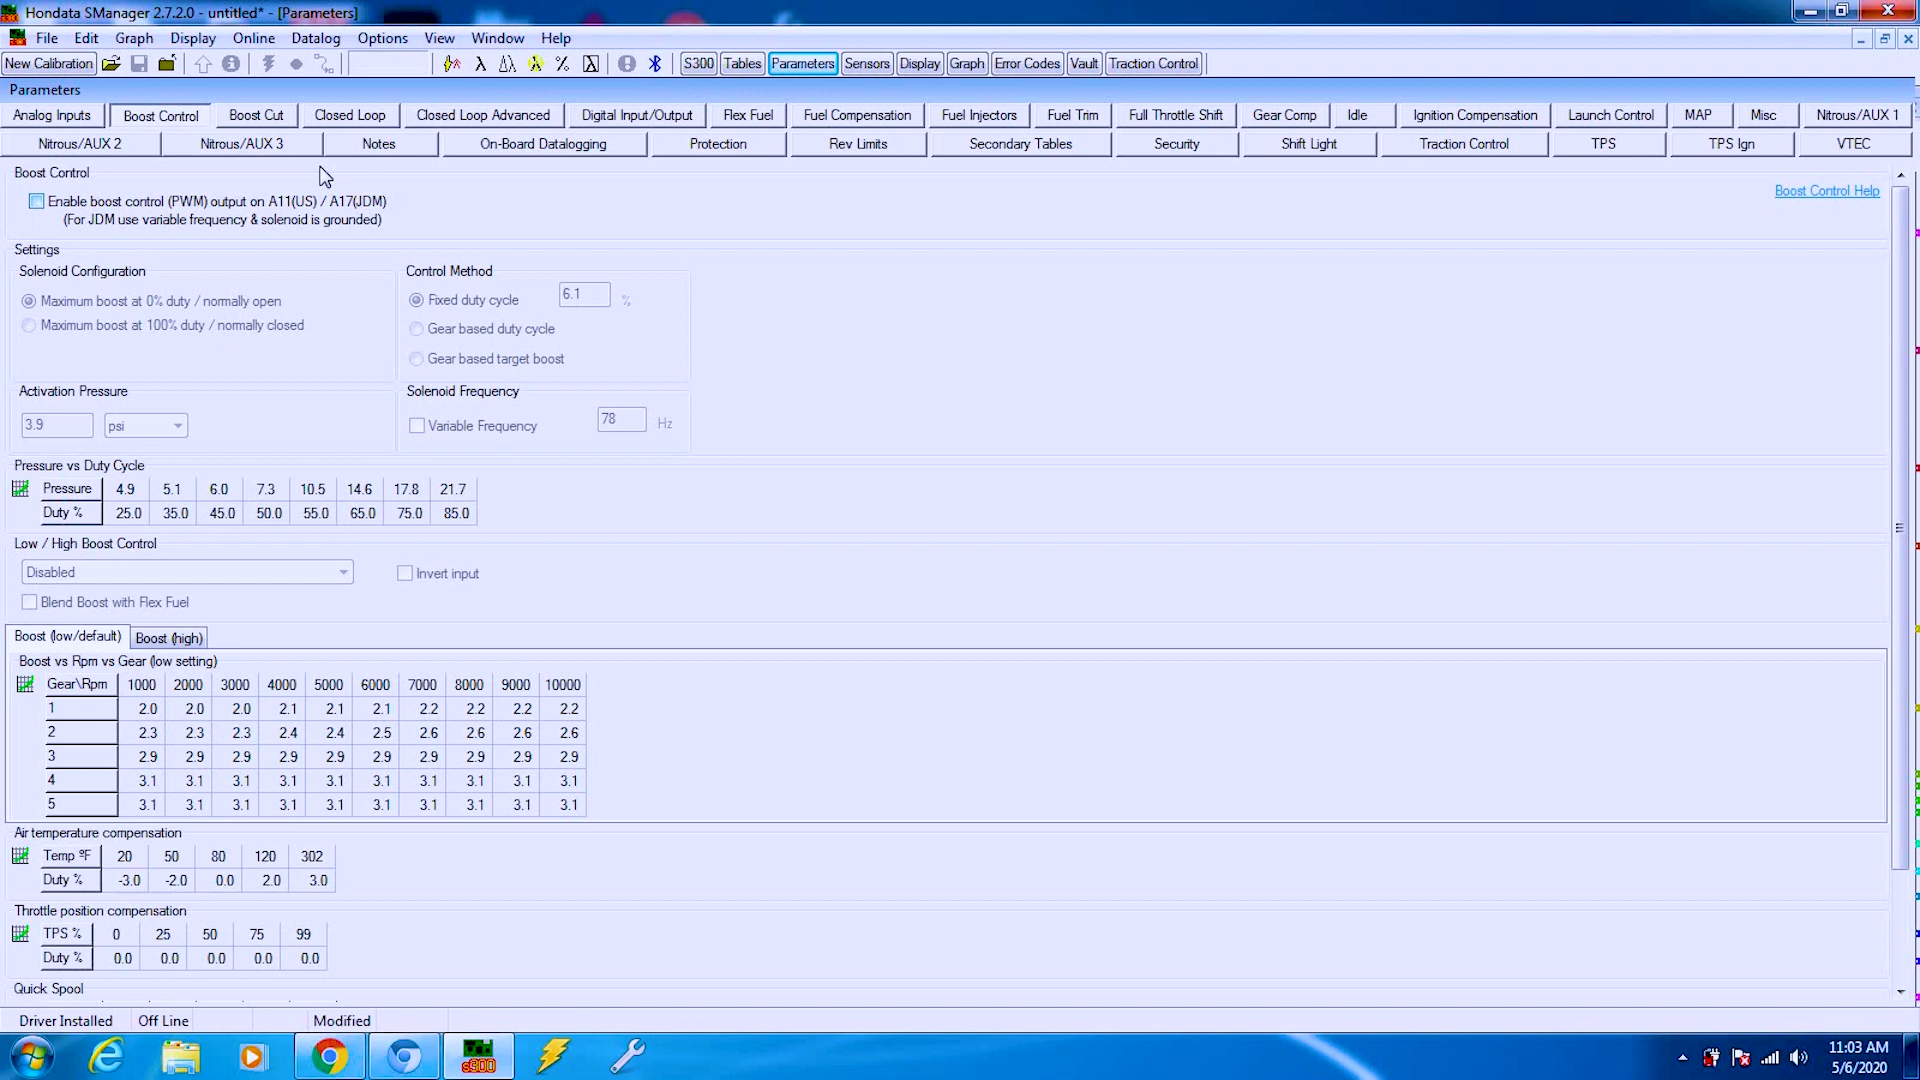 Hondata SManager 2.7.2.0 - untitled* - [Parameters]
File Edit Graph Display Online Datalog Options View Window Help
New Calibration S300 Tables Parameters Sensors Display Graph Error Codes Vault Traction Control
Parameters
Analog Inputs Boost Control Boost Cut Closed Loop Closed Loop Advanced Digital Input/Output Flex Fuel Fuel Compensation Fuel Injectors Fuel Trim Full Throttle Shift Gear Comp Idle Ignition Compensation Launch Control MAP Misc Nitrous/AUX 1
Nitrous/AUX 2 Nitrous/AUX 3 Notes On-Board Datalogging Protection Rev Limits Secondary Tables Security Shift Light Traction Control TPS TPS Ign VTEC
Boost Control
Boost Control Help
Enable boost control (PWM) output on A11(US) / A17(JDM)
(For JDM use variable frequency & solenoid is grounded)
Settings
Solenoid Configuration
Maximum boost at 0% duty / normally open
Maximum boost at 100% duty / normally closed
Control Method
Fixed duty cycle 6.1 %
Gear based duty cycle
Gear based target boost
Activation Pressure
3.9 psi
Solenoid Frequency
Variable Frequency 78 Hz
Pressure vs Duty Cycle
Pressure 4.9 5.1 6.0 7.3 10.5 14.6 17.8 21.7
Duty % 25.0 35.0 45.0 50.0 55.0 65.0 75.0 85.0
Low / High Boost Control
Disabled Invert input
Blend Boost with Flex Fuel
Boost (low/default) Boost (high)
Boost vs Rpm vs Gear (low setting)
Gear\Rpm 1000 2000 3000 4000 5000 6000 7000 8000 9000 10000
1 2.0 2.0 2.0 2.1 2.1 2.1 2.2 2.2 2.2 2.2
2 2.3 2.3 2.3 2.4 2.4 2.5 2.6 2.6 2.6 2.6
3 2.9 2.9 2.9 2.9 2.9 2.9 2.9 2.9 2.9 2.9
4 3.1 3.1 3.1 3.1 3.1 3.1 3.1 3.1 3.1 3.1
5 3.1 3.1 3.1 3.1 3.1 3.1 3.1 3.1 3.1 3.1
Air temperature compensation
Temp ºF 20 50 80 120 302
Duty % -3.0 -2.0 0.0 2.0 3.0
Throttle position compensation
TPS % 0 25 50 75 99
Duty % 0.0 0.0 0.0 0.0 0.0
Quick Spool
Driver Installed Off Line Modified
s300
11:03 AM
5/6/2020